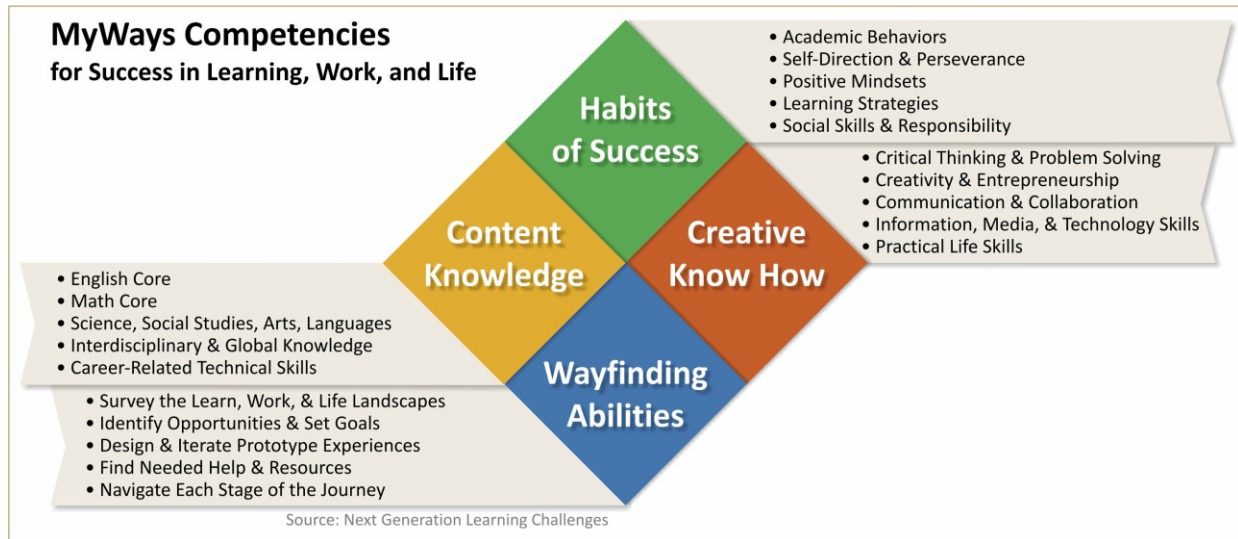 MyWays Competencies
for Success in Learning, Work, and Life
Habits
of Success
• Academic Behaviors
• Self-Direction & Perseverance
• Positive Mindsets
• Learning Strategies
• Social Skills & Responsibility
Creative
Know How
• Critical Thinking & Problem Solving
• Creativity & Entrepreneurship
• Communication & Collaboration
• Information, Media, & Technology Skills
• Practical Life Skills
Content
Knowledge
• English Core
• Math Core
• Science, Social Studies, Arts, Languages
• Interdisciplinary & Global Knowledge
• Career-Related Technical Skills
Wayfinding
Abilities
• Survey the Learn, Work, & Life Landscapes
• Identify Opportunities & Set Goals
• Design & Iterate Prototype Experiences
• Find Needed Help & Resources
• Navigate Each Stage of the Journey
Source: Next Generation Learning Challenges